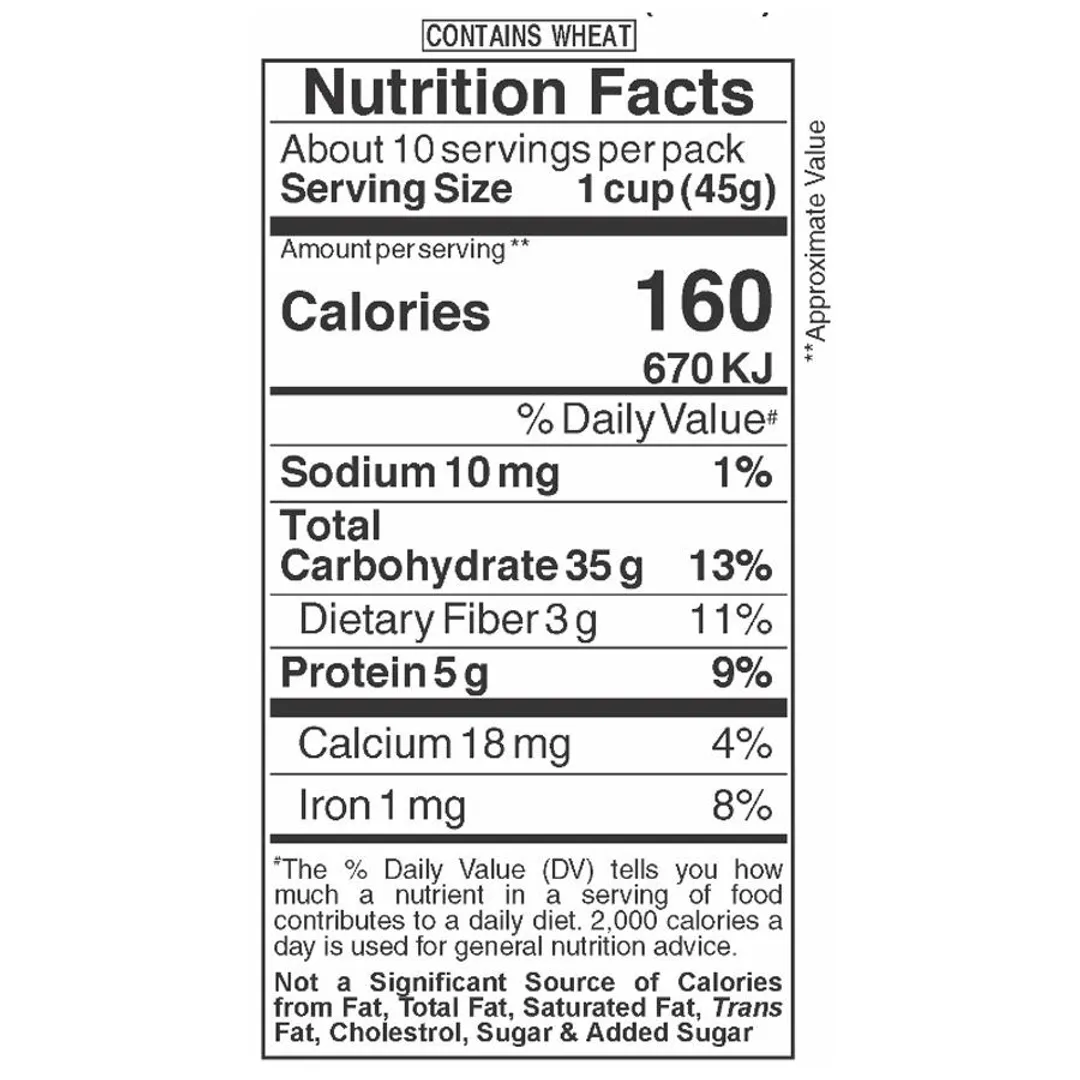 CONTAINS WHEAT
Nutrition Facts
About 10 servings per pack
Serving Size 1 cup (45g)
Amount per serving **
Calories 160
670 KJ
% Daily Value#
Sodium 10 mg 1%
Total
Carbohydrate 35 g 13%
Dietary Fiber 3 g 11%
Protein 5 g 9%
Calcium 18 mg 4%
Iron 1 mg 8%
#The % Daily Value (DV) tells you how
much a nutrient in a serving of food
contributes to a daily diet. 2,000 calories a
day is used for general nutrition advice.
Not a Significant Source of Calories
from Fat, Total Fat, Saturated Fat, Trans
Fat, Cholestrol, Sugar & Added Sugar
**Approximate Value